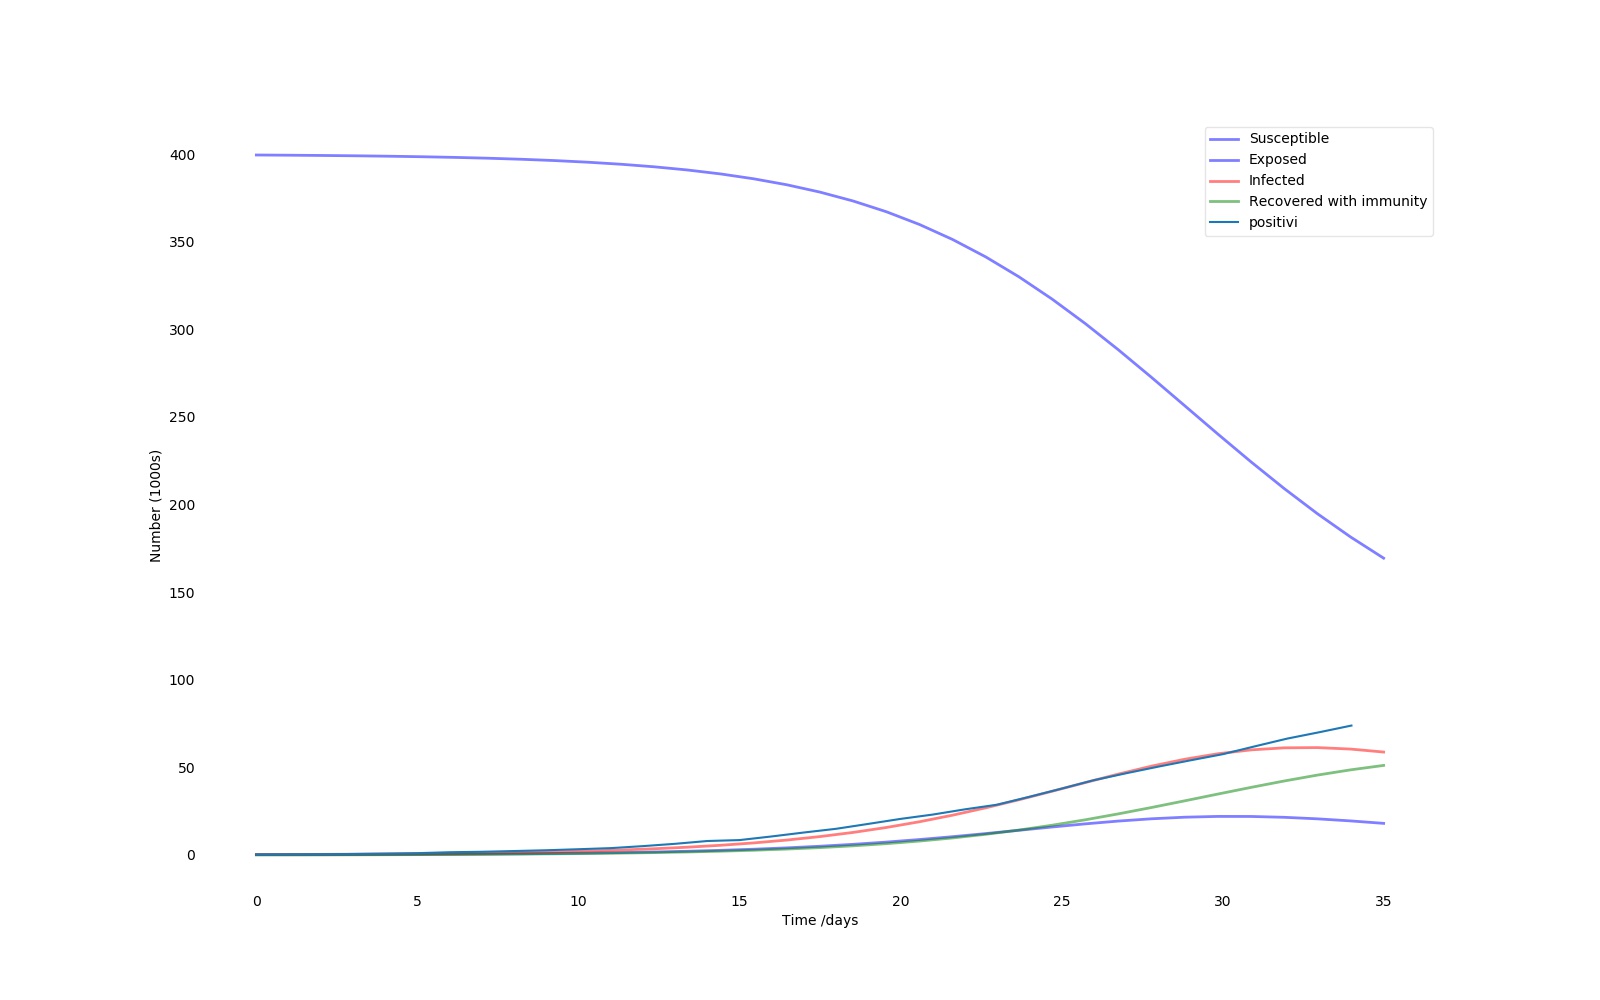 Susceptible
Exposed
Infected
Recovered with immunity
positivi
400
350
300
250
200
150
100
50
0
Number (1000s)
0 5 10 15 20 25 30 35
Time /days